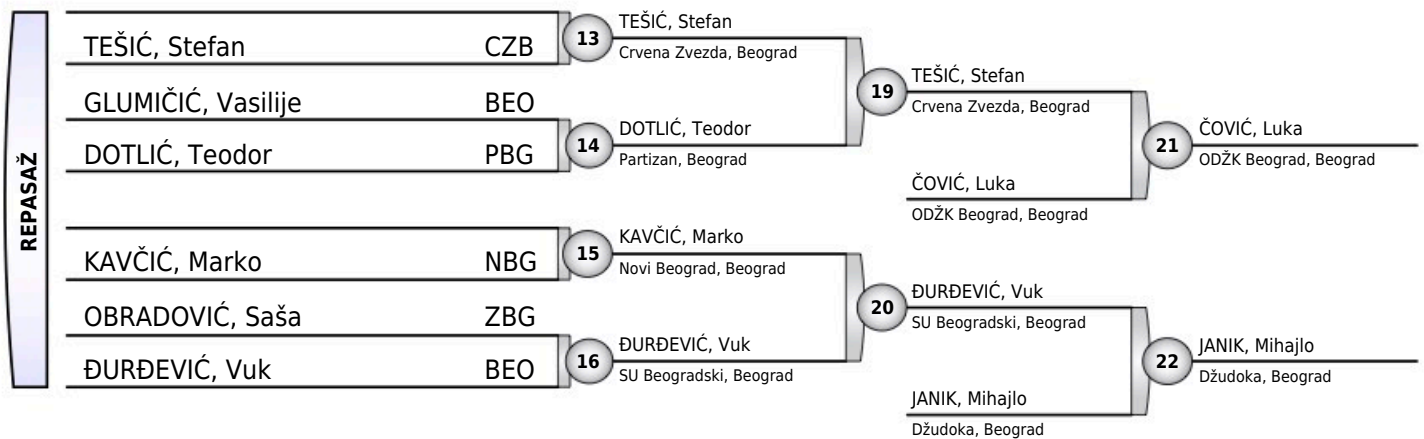 REPASAŽ
TEŠIĆ, Stefan CZB
GLUMIČIĆ, Vasilije BEO
DOTLIĆ, Teodor PBG
KAVČIĆ, Marko NBG
OBRADOVIĆ, Saša ZBG
ĐURĐEVIĆ, Vuk BEO
13
TEŠIĆ, Stefan
Crvena Zvezda, Beograd
14
DOTLIĆ, Teodor
Partizan, Beograd
15
KAVČIĆ, Marko
Novi Beograd, Beograd
16
ĐURĐEVIĆ, Vuk
SU Beogradski, Beograd
19
TEŠIĆ, Stefan
Crvena Zvezda, Beograd
ČOVIĆ, Luka
ODŽK Beograd, Beograd
20
ĐURĐEVIĆ, Vuk
SU Beogradski, Beograd
JANIK, Mihajlo
Džudoka, Beograd
21
ČOVIĆ, Luka
ODŽK Beograd, Beograd
22
JANIK, Mihajlo
Džudoka, Beograd